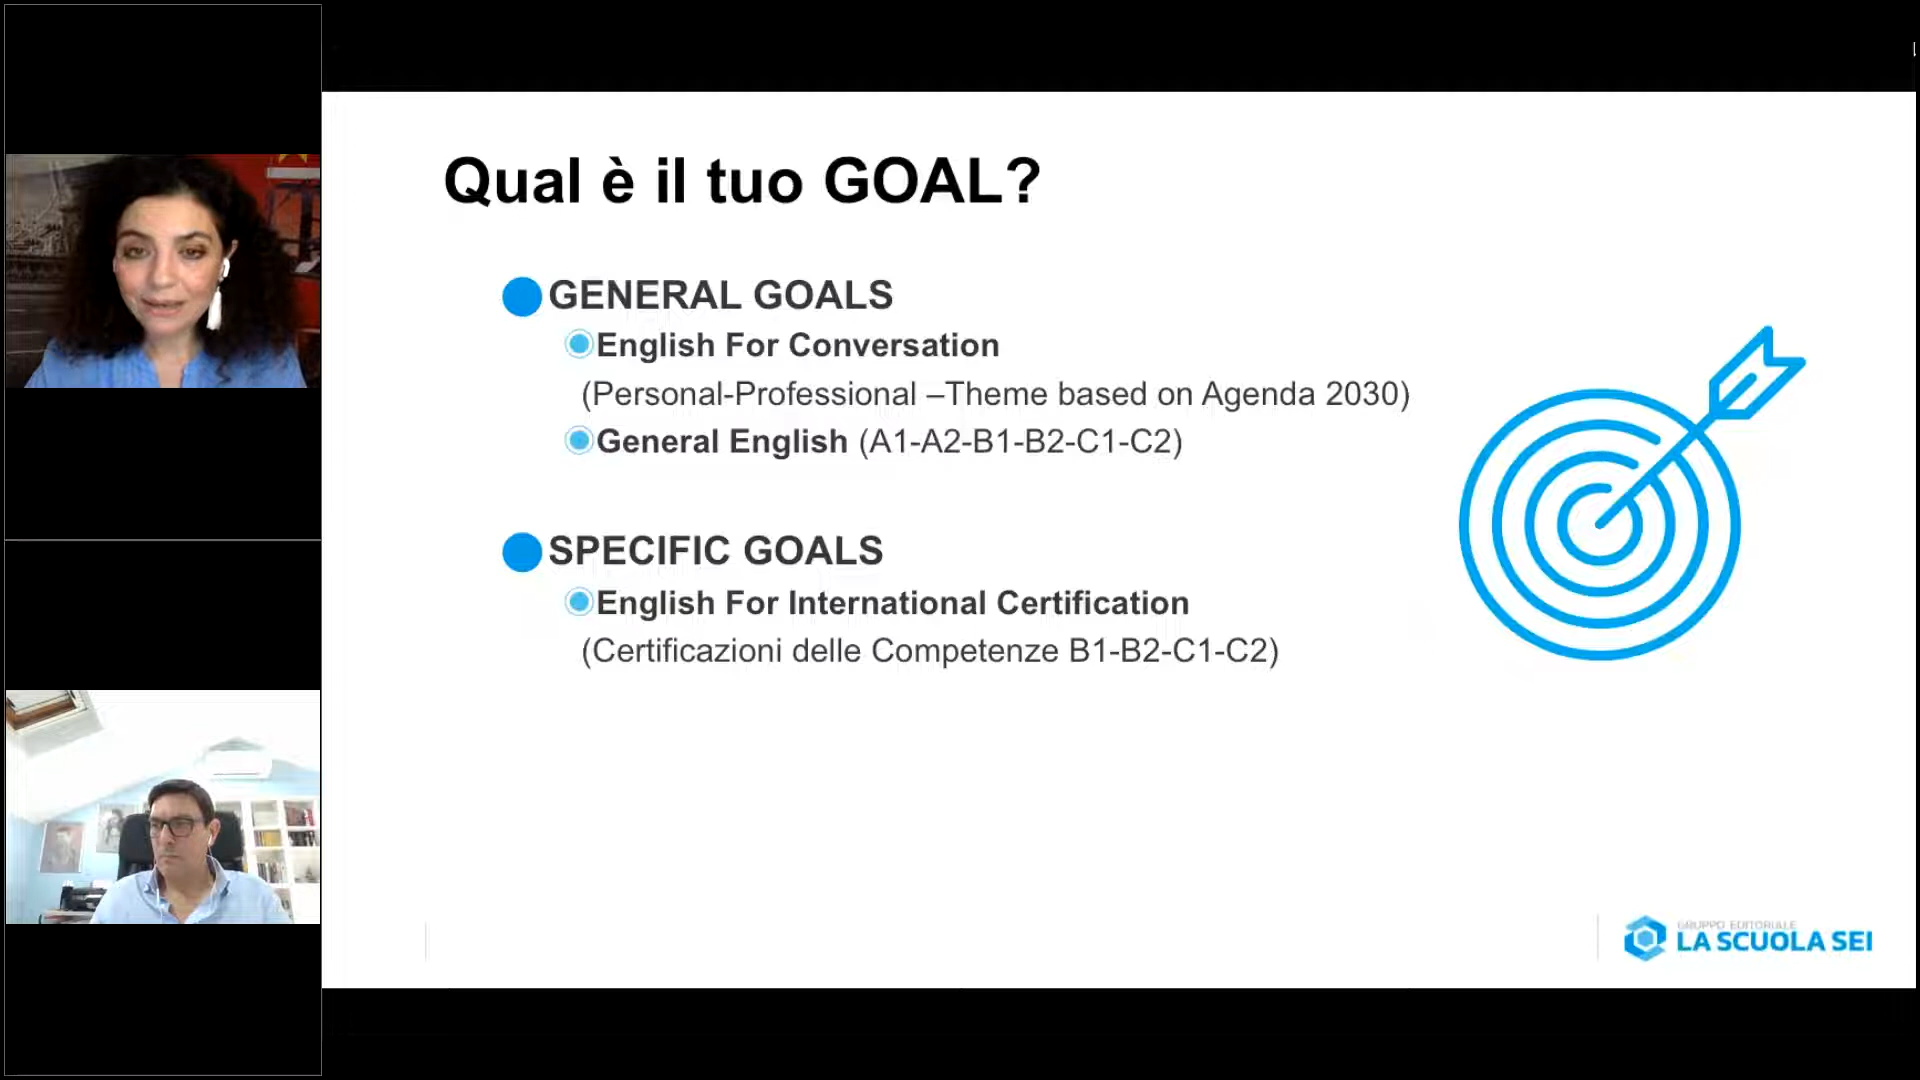 Qual è il tuo GOAL?
GENERAL GOALS
English For Conversation
(Personal-Professional –Theme based on Agenda 2030)
General English (A1-A2-B1-B2-C1-C2)
SPECIFIC GOALS
English For International Certification
(Certificazioni delle Competenze B1-B2-C1-C2)
GRUPPO EDITORIALE
LA SCUOLA SEI